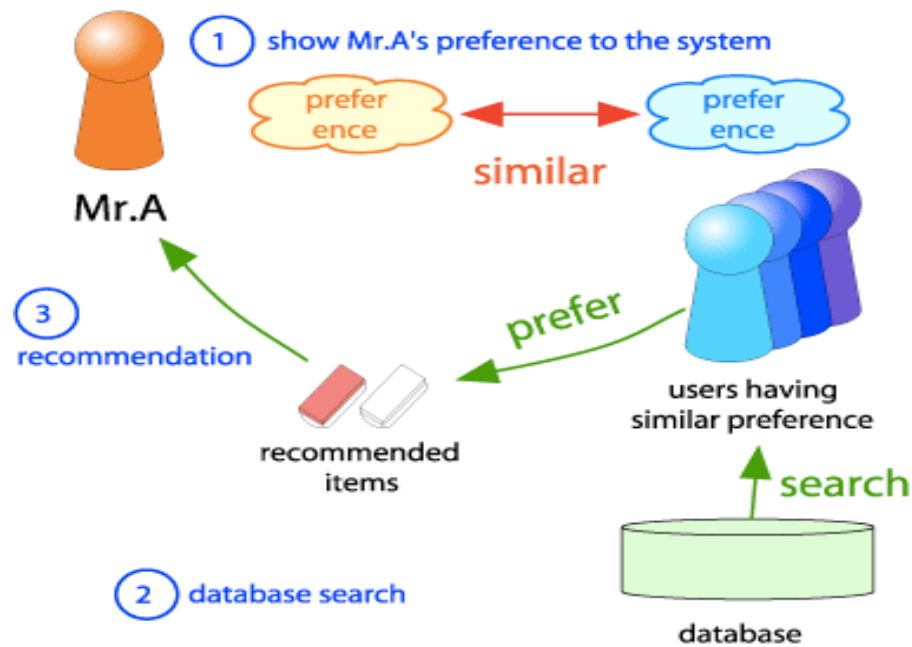 1 show Mr.A's preference to the system
prefer
ence
prefer
ence
similar
Mr.A
3
recommendation
prefer
users having
similar preference
recommended
items
search
2 database search
database